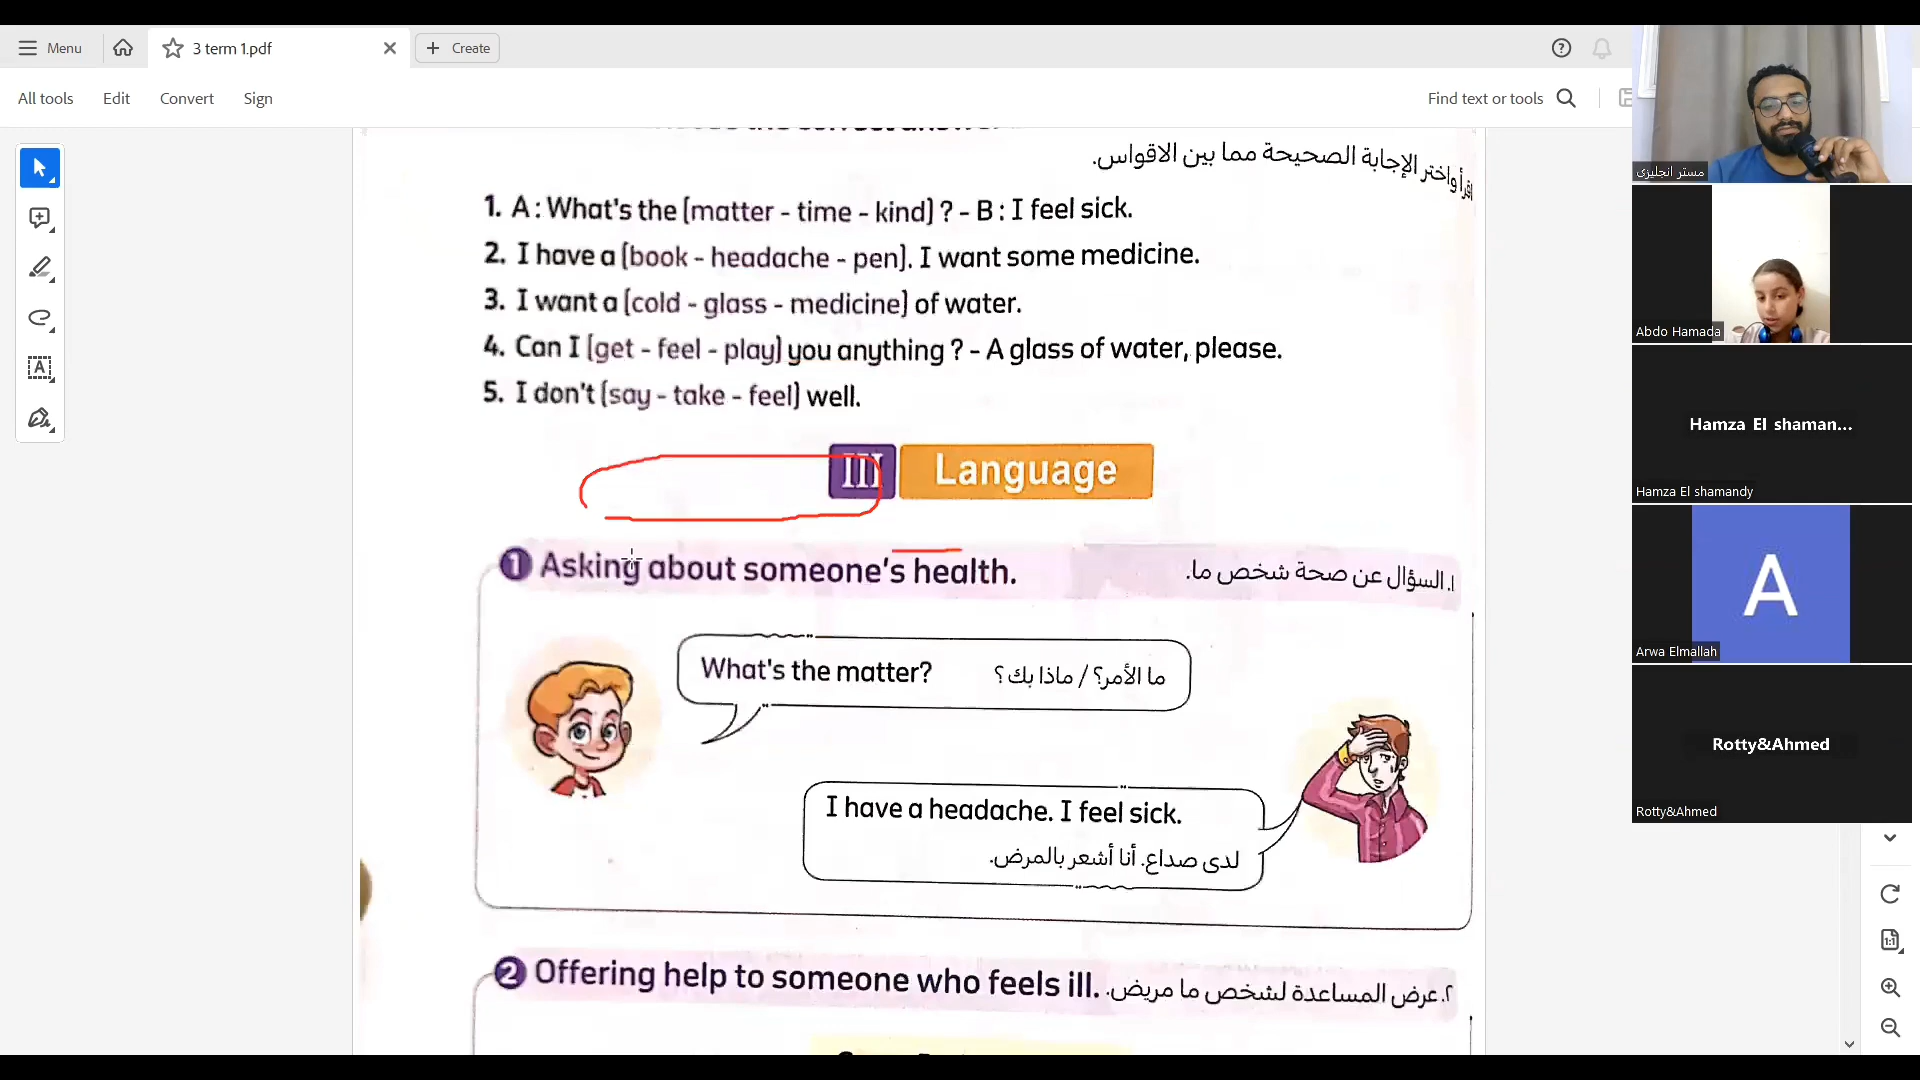 Menu
3 term 1.pdf
Create
All tools
Edit
Convert
Sign
Find text or tools
اقرأ واختر الإجابة الصحيحة مما بين الاقواس.
1. A : What's the (matter - time - kind) ? - B : I feel sick.
2. I have a (book - headache - pen). I want some medicine.
3. I want a (cold - glass - medicine) of water.
4. Can I (get - feel - play) you anything ? - A glass of water, please.
5. I don't (say - take - feel) well.
III Language
1 Asking about someone's health. ١. السؤال عن صحة شخص ما.
What's the matter? ما الأمر؟ / ماذا بك ؟
I have a headache. I feel sick.
لدى صداع. أنا أشعر بالمرض.
2 Offering help to someone who feels ill. ٢. عرض المساعدة لشخص ما مريض.
مستر انجليزى
Abdo Hamada
Hamza El shaman...
Hamza El shamandy
A
Arwa Elmallah
Rotty&Ahmed
Rotty&Ahmed